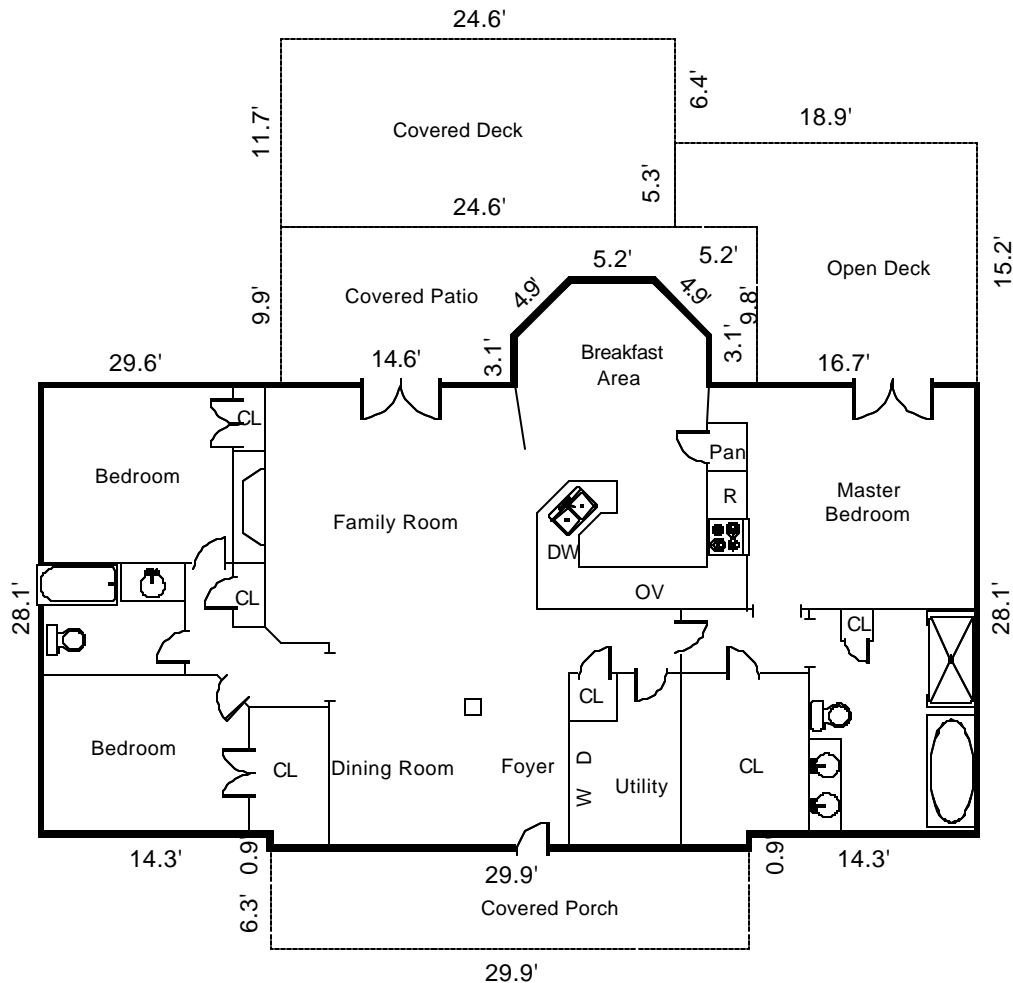 24.6'
11.7'
6.4'
Covered Deck
18.9'
5.3'
24.6'
15.2'
5.2'
5.2'
Open Deck
4.9'
4.9'
9.9'
Covered Patio
9.8'
3.1'
3.1'
Breakfast
Area
29.6'
14.6'
16.7'
CL
Pan
Bedroom
R
Master
Bedroom
Family Room
DW
OV
28.1'
CL
28.1'
CL
CL
Bedroom
CL
Dining Room
Foyer
D
W
Utility
CL
14.3'
0.9'
29.9'
0.9'
14.3'
6.3'
Covered Porch
29.9'